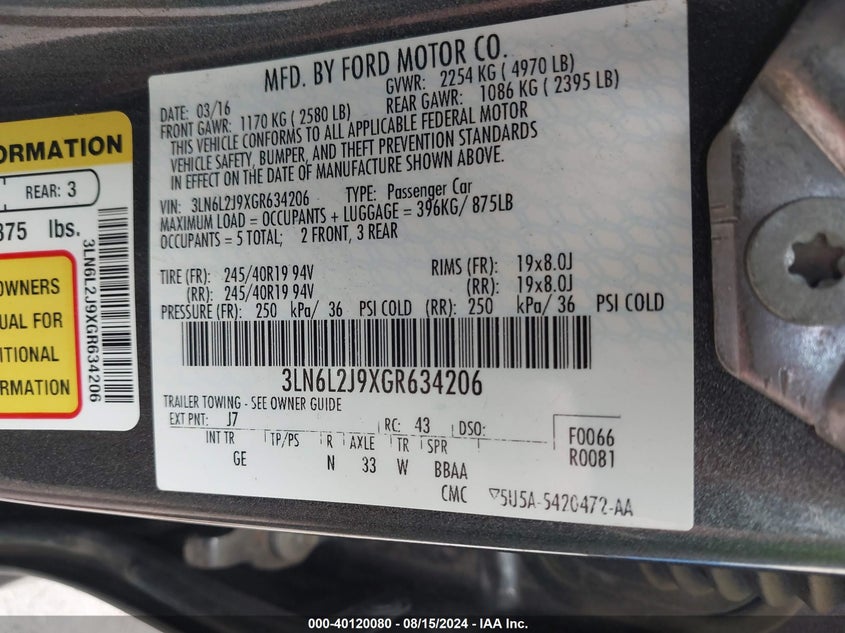 ORMATION
REAR: 3
375 lbs.
OWNERS
UAL FOR
ITIONAL
ORMATION
3LN6L2J9XGR634206
MFD. BY FORD MOTOR CO.
DATE: 03/16 GVWR: 2254 KG ( 4970 LB)
FRONT GAWR: 1170 KG ( 2580 LB) REAR GAWR: 1086 KG ( 2395 LB)
THIS VEHICLE CONFORMS TO ALL APPLICABLE FEDERAL MOTOR
VEHICLE SAFETY, BUMPER, AND THEFT PREVENTION STANDARDS
IN EFFECT ON THE DATE OF MANUFACTURE SHOWN ABOVE.
VIN: 3LN6L2J9XGR634206 TYPE: Passenger Car
MAXIMUM LOAD = OCCUPANTS + LUGGAGE = 396KG/ 875LB
OCCUPANTS = 5 TOTAL; 2 FRONT, 3 REAR
TIRE (FR): 245/40R19 94V RIMS (FR): 19x8.0J
(RR): 245/40R19 94V (RR): 19x8.0J
PRESSURE (FR): 250 kPa/ 36 PSI COLD (RR): 250 kPa/ 36 PSI COLD
3LN6L2J9XGR634206
TRAILER TOWING - SEE OWNER GUIDE
EXT PNT: J7 RC: 43 DSO:
INT TR TP/PS R AXLE TR SPR
GE N 33 W BBAA
F0066
R0081
CMC ▽5U5A-5420472-AA
000-40120080 - 08/15/2024 - IAA Inc.